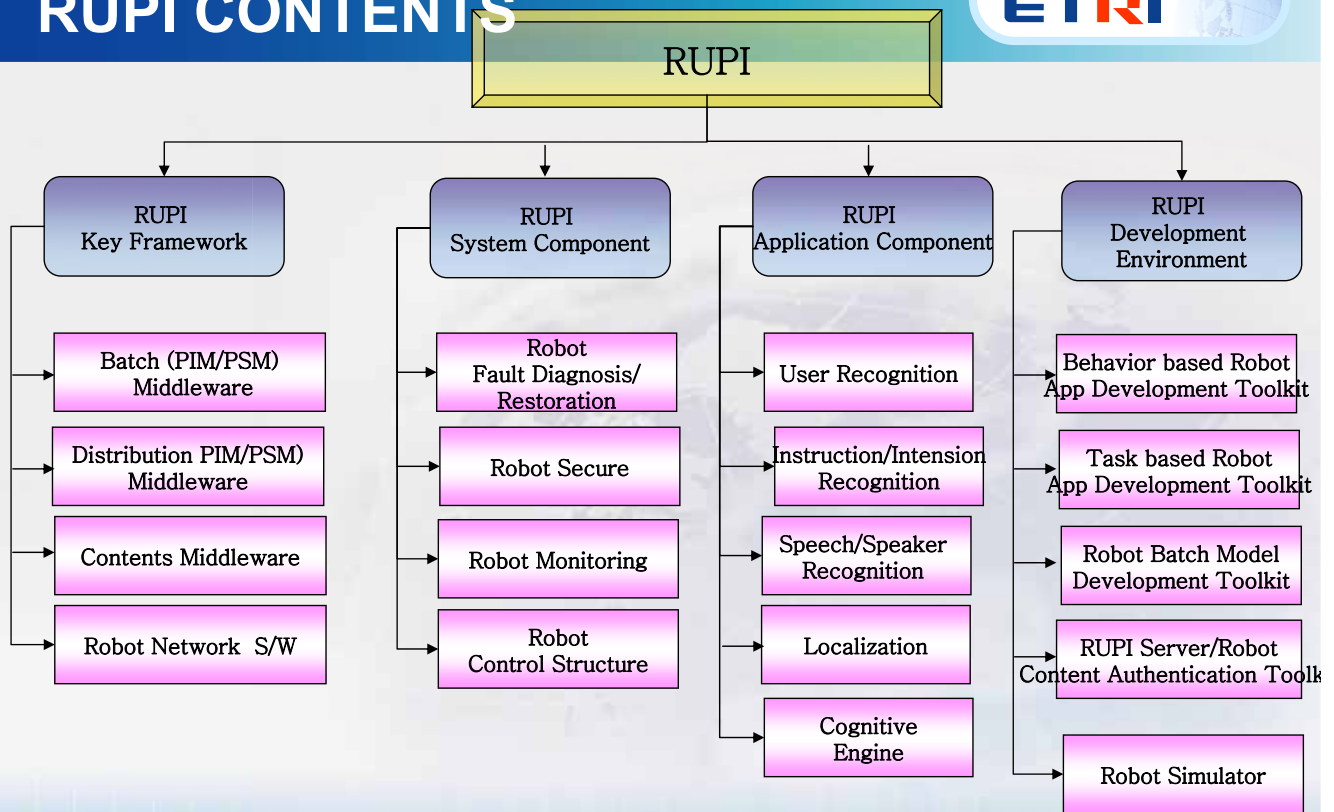 RUPI CONTENTS
ETRI
RUPI
RUPI
Key Framework
Batch (PIM/PSM)
Middleware
Distribution PIM/PSM)
Middleware
Contents Middleware
Robot Network S/W
RUPI
System Component
Robot
Fault Diagnosis/
Restoration
Robot Secure
Robot Monitoring
Robot
Control Structure
RUPI
Application Component
User Recognition
Instruction/Intension
Recognition
Speech/Speaker
Recognition
Localization
Cognitive
Engine
RUPI
Development
Environment
Behavior based Robot
App Development Toolkit
Task based Robot
App Development Toolkit
Robot Batch Model
Development Toolkit
RUPI Server/Robot
Content Authentication Toolk
Robot Simulator